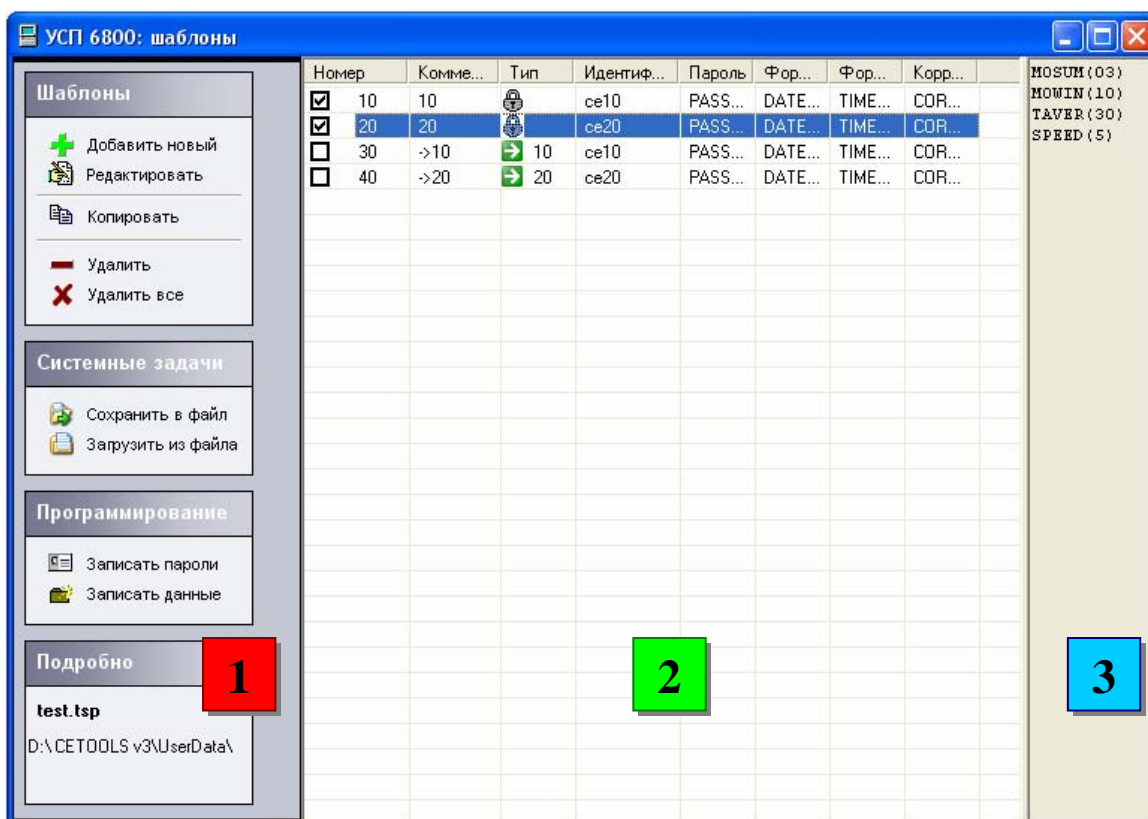 УСП 6800: шаблоны
Шаблоны
Добавить новый
Редактировать
Копировать
Удалить
Удалить все
Системные задачи
Сохранить в файл
Загрузить из файла
Программирование
Записать пароли
Записать данные
Подробно
test.tsp
D:\CETOOLS v3\UserData\
1
Номер Комме... Тип Идентиф... Пароль Фор... Фор... Корр...
10 10 ce10 PASS... DATE... TIME... COR...
20 20 ce20 PASS... DATE... TIME... COR...
30 ->10 10 ce10 PASS... DATE... TIME... COR...
40 ->20 20 ce20 PASS... DATE... TIME... COR...
2
MOSUM(03)
MOWIN(10)
TAVER(30)
SPEED(5)
3